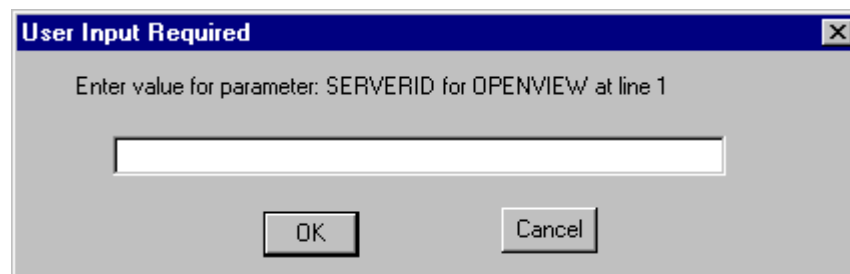 User Input Required
Enter value for parameter: SERVERID for OPENVIEW at line 1
OK Cancel